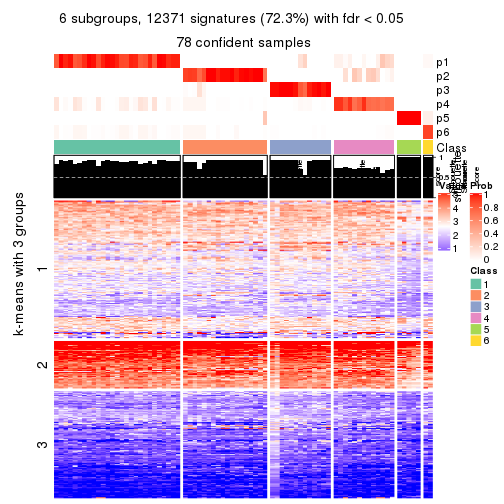 6 subgroups, 12371 signatures (72.3%) with fdr < 0.05
78 confident samples
p1
p2
p3
p4
p5
p6
Class
1
0.5
Silhouette
score
Value
4
3
2
1
Prob
1
0.8
0.6
0.4
0.2
0
Class
1
2
3
4
5
6
k-means with 3 groups
1
2
3